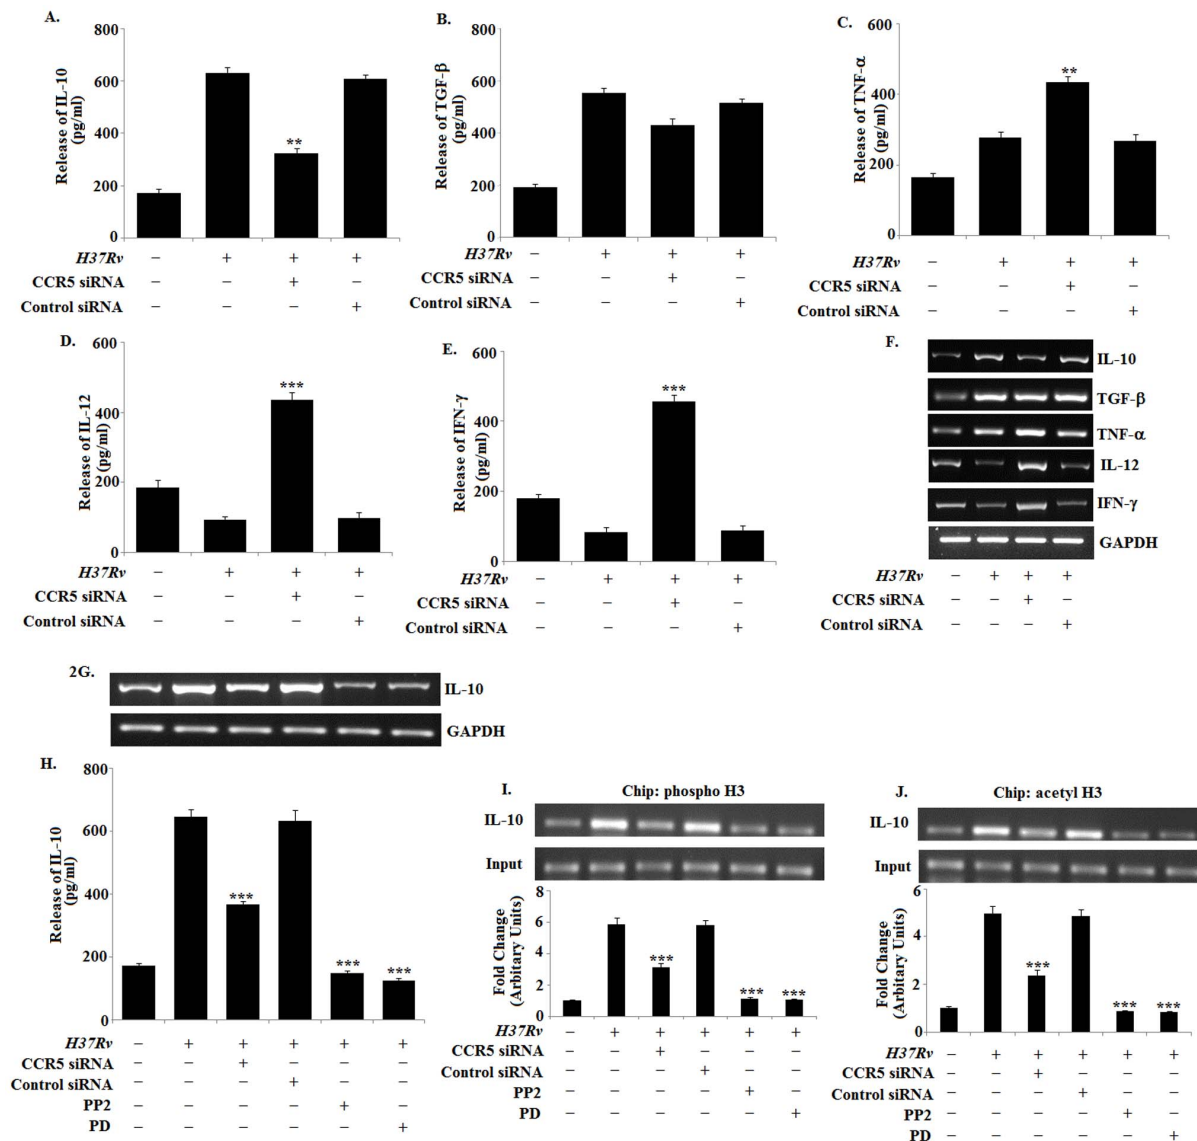 A.
Release of IL-10
(pg/ml)
800
600
400
200
0
**
H37Rv – + + +
CCR5 siRNA – – + –
Control siRNA – – – +
B.
Release of TGF-β
(pg/ml)
800
600
400
200
0
H37Rv – + + +
CCR5 siRNA – – + –
Control siRNA – – – +
C.
Release of TNF-α
(pg/ml)
600
400
200
0
**
H37Rv – + + +
CCR5 siRNA – – + –
Control siRNA – – – +
D.
Release of IL-12
(pg/ml)
600
400
200
0
***
H37Rv – + + +
CCR5 siRNA – – + –
Control siRNA – – – +
E.
Release of IFN-γ
(pg/ml)
600
400
200
0
***
H37Rv – + + +
CCR5 siRNA – – + –
Control siRNA – – – +
F.
IL-10
TGF-β
TNF-α
IL-12
IFN-γ
GAPDH
H37Rv – + + +
CCR5 siRNA – – + –
Control siRNA – – – +
2G.
IL-10
GAPDH
H.
Release of IL-10
(pg/ml)
800
600
400
200
0
***
***
***
H37Rv – + + + + +
CCR5 siRNA – – + – – –
Control siRNA – – – + – –
PP2 – – – – + –
PD – – – – – +
I.
Chip: phospho H3
IL-10
Input
Fold Change
(Arbitary Units)
8
6
4
2
0
***
***
***
H37Rv – + + + + +
CCR5 siRNA – – + – – –
Control siRNA – – – + – –
PP2 – – – – + –
PD – – – – – +
J.
Chip: acetyl H3
IL-10
Input
Fold Change
(Arbitary Units)
6
4
2
0
***
***
***
H37Rv – + + + + +
CCR5 siRNA – – + – – –
Control siRNA – – – + – –
PP2 – – – – + –
PD – – – – – +